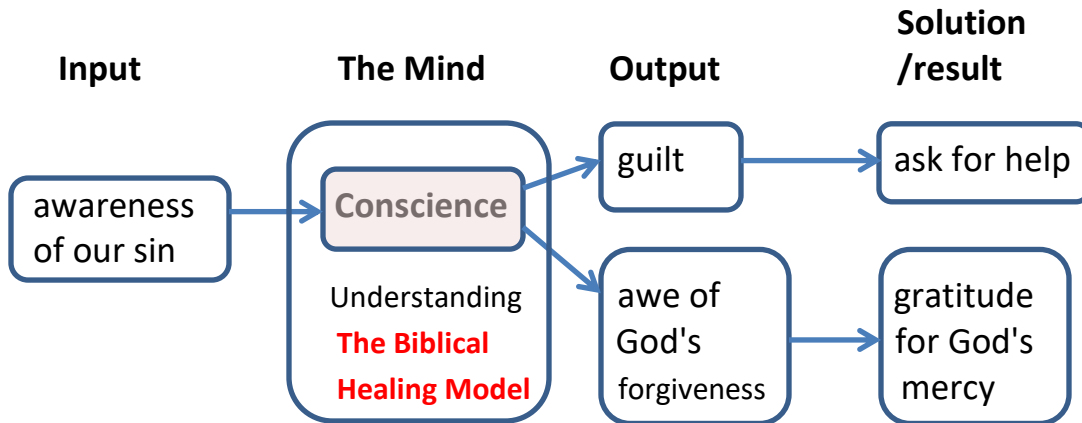 Input
The Mind
Output
Solution
/result
awareness
of our sin
Conscience
Understanding
The Biblical
Healing Model
guilt
ask for help
awe of
God's
forgiveness
gratitude
for God's
mercy